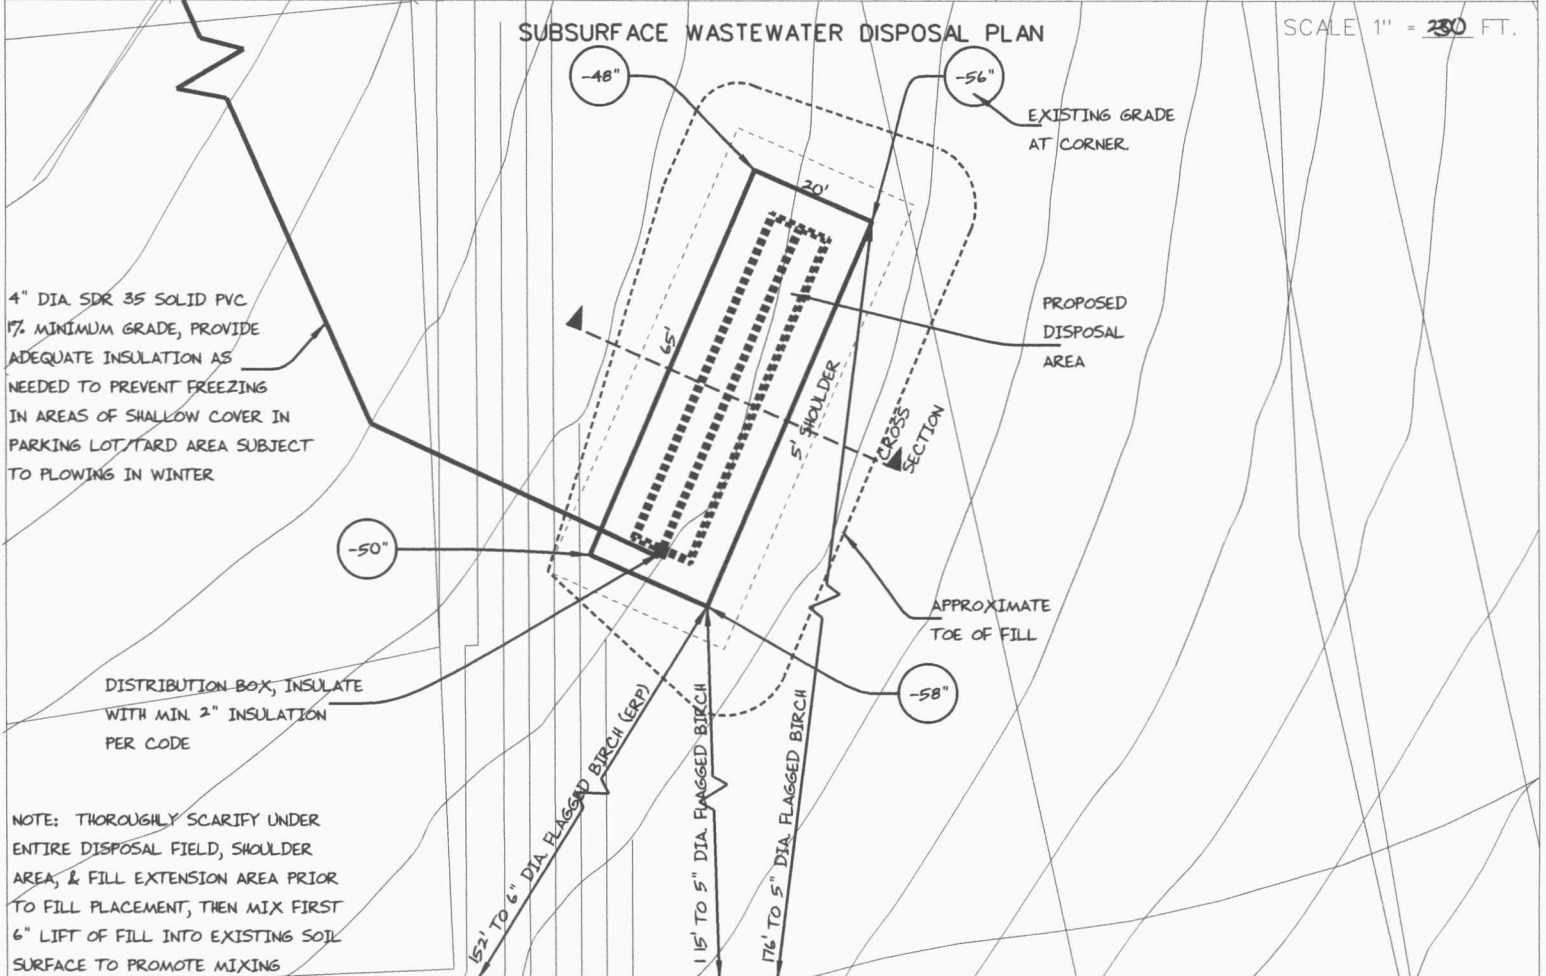 SUBSURFACE WASTEWATER DISPOSAL PLAN
SCALE 1" = FT.
-48"
-56"
EXISTING GRADE
AT CORNER.
20'
65'
5' SHOULDER
CROSS
SECTION
PROPOSED
DISPOSAL
AREA
4" DIA. SDR 35 SOLID PVC
1% MINIMUM GRADE, PROVIDE
ADEQUATE INSULATION AS
NEEDED TO PREVENT FREEZING
IN AREAS OF SHALLOW COVER IN
PARKING LOT/TARD AREA SUBJECT
TO PLOWING IN WINTER
-50"
APPROXIMATE
TOE OF FILL
-58"
DISTRIBUTION BOX, INSULATE
WITH MIN. 2" INSULATION
PER CODE
152' TO 6" DIA. FLAGGED BIRCH (ERP)
115' TO 5" DIA. FLAGGED BIRCH
176' TO 5" DIA. FLAGGED BIRCH
NOTE: THOROUGHLY SCARIFY UNDER
ENTIRE DISPOSAL FIELD, SHOULDER
AREA, & FILL EXTENSION AREA PRIOR
TO FILL PLACEMENT, THEN MIX FIRST
6" LIFT OF FILL INTO EXISTING SOIL
SURFACE TO PROMOTE MIXING